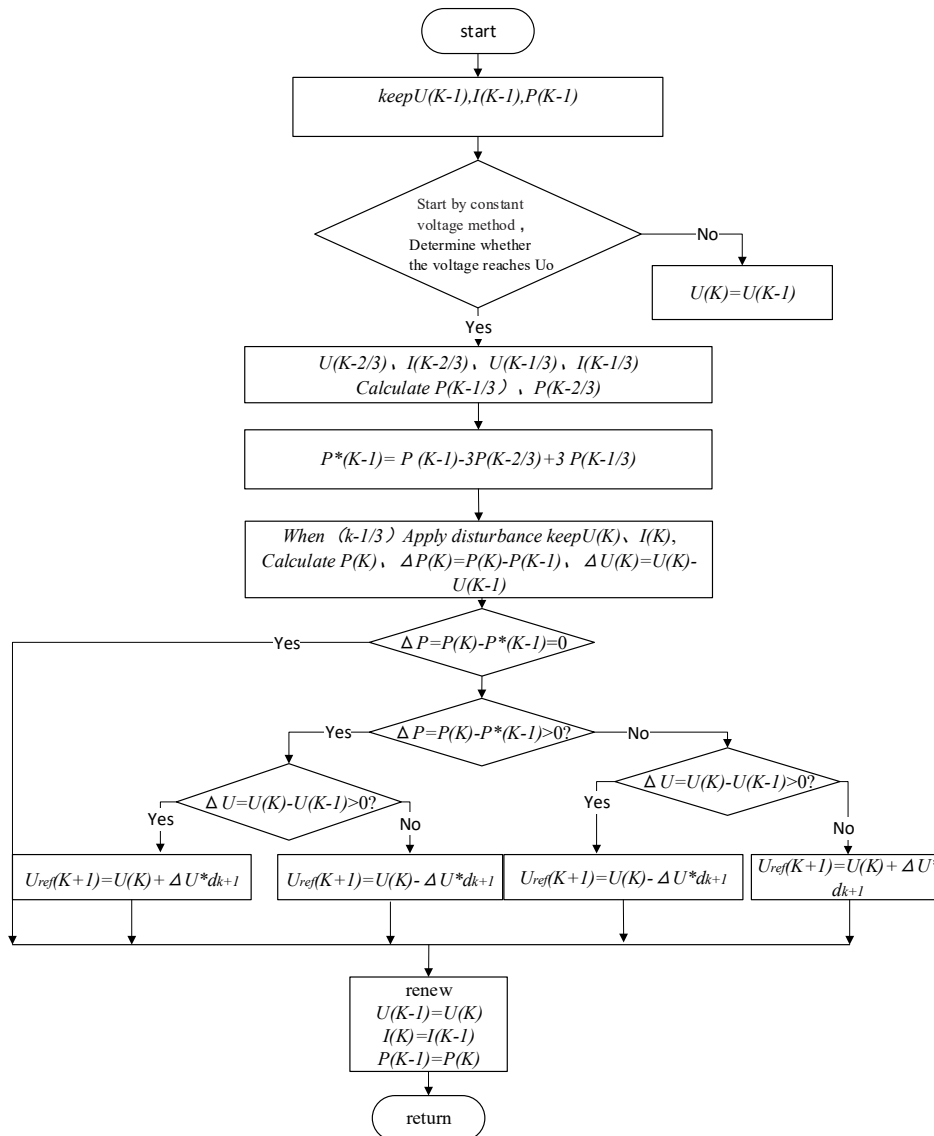 start
keepU(K-1),I(K-1),P(K-1)
Start by constant
voltage method ,
Determine whether
the voltage reaches Uo
No
U(K)=U(K-1)
Yes
U(K-2/3)、I(K-2/3)、U(K-1/3)、I(K-1/3)
Calculate P(K-1/3）、P(K-2/3)
P*(K-1)= P (K-1)-3P(K-2/3)+3 P(K-1/3)
When（k-1/3）Apply disturbance keepU(K)、I(K),
Calculate P(K)、ΔP(K)=P(K)-P(K-1)、ΔU(K)=U(K)-
U(K-1)
Yes
ΔP=P(K)-P*(K-1)=0
Yes
ΔP=P(K)-P*(K-1)>0?
No
ΔU=U(K)-U(K-1)>0?
ΔU=U(K)-U(K-1)>0?
Yes
No
Yes
No
Uref(K+1)=U(K)+ΔU*dk+1
Uref(K+1)=U(K)-ΔU*dk+1
Uref(K+1)=U(K)-ΔU*dk+1
Uref(K+1)=U(K)+ΔU*
dk+1
renew
U(K-1)=U(K)
I(K)=I(K-1)
P(K-1)=P(K)
return